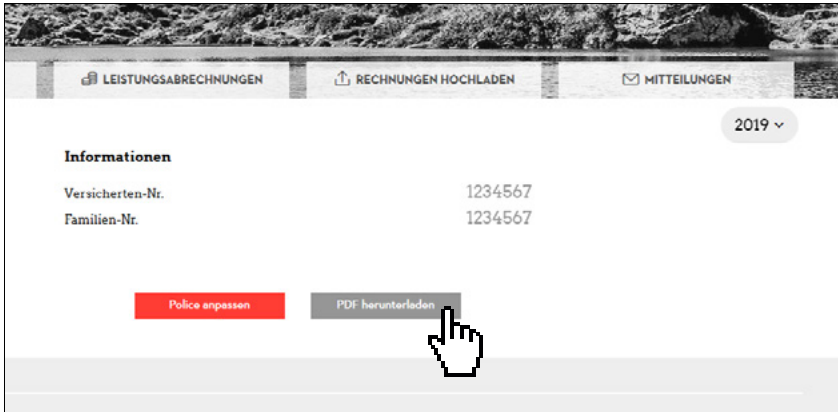 LEISTUNGSABRECHNUNGEN RECHNUNGEN HOCHLADEN MITTEILUNGEN
2019
Informationen
Versicherten-Nr. 1234567
Familien-Nr. 1234567
Police anpassen PDF herunterladen